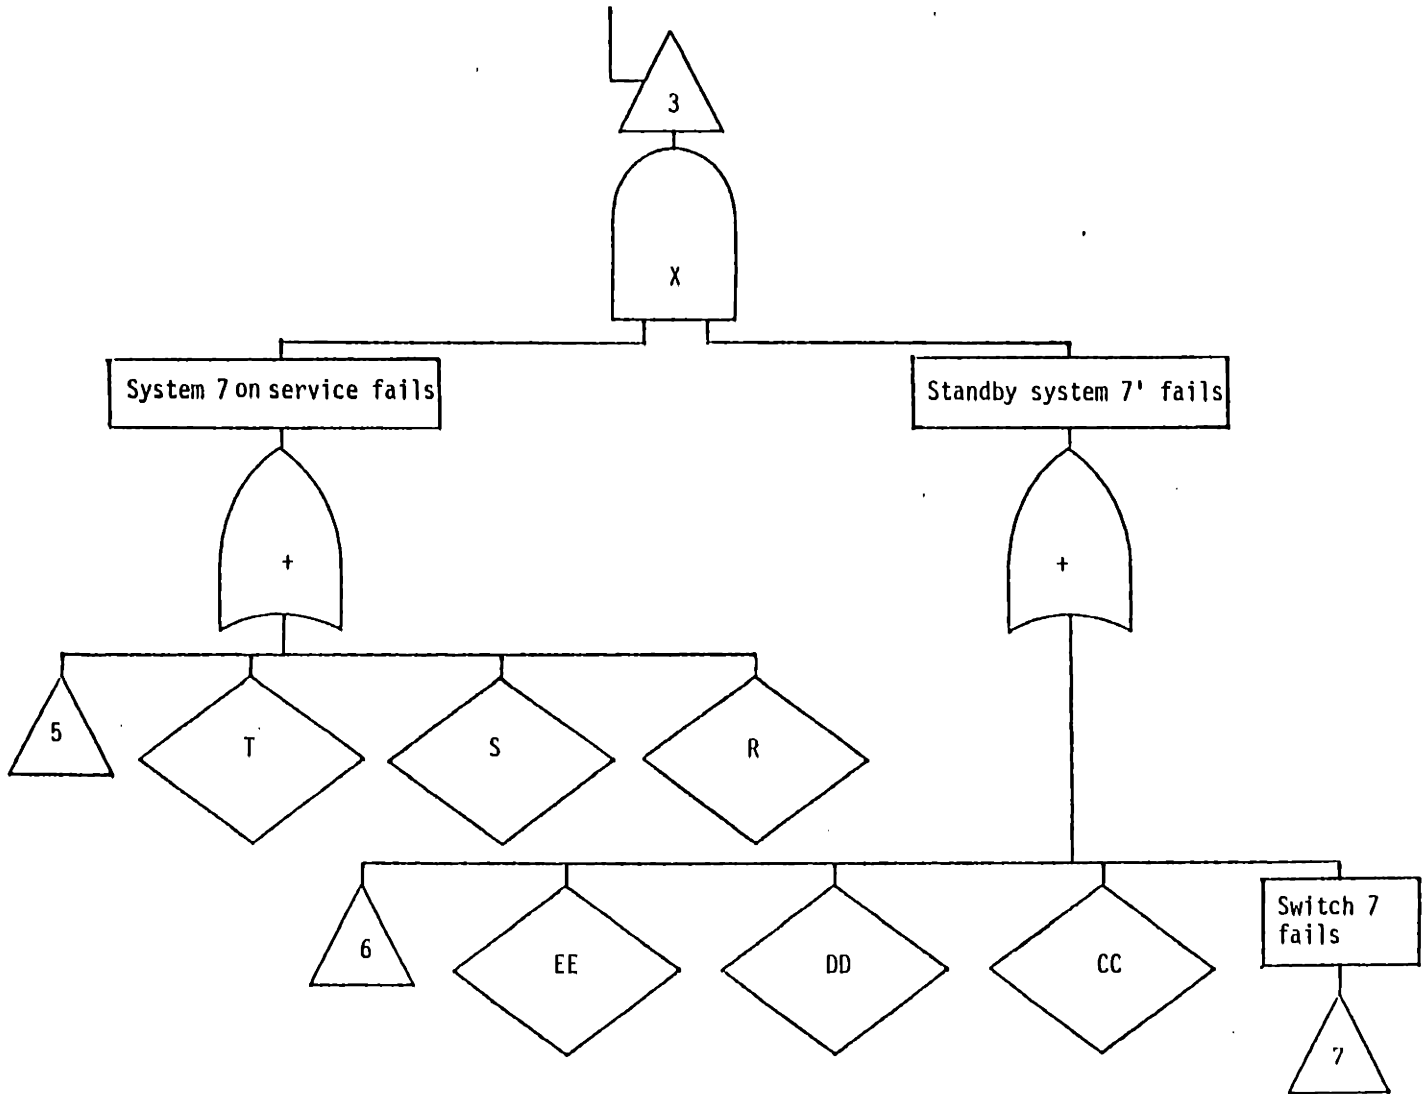 3
X
System 7 on service fails
Standby system 7' fails
+
+
5
T
S
R
6
EE
DD
CC
Switch 7
fails
7